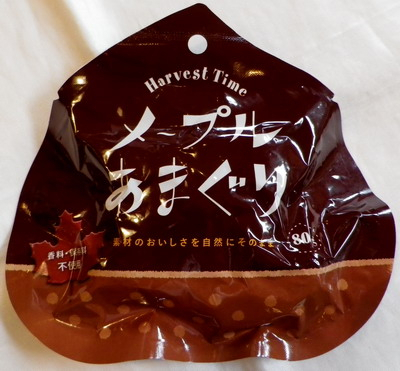 Harvest Time
メープル
あまぐり
素材のおいしさを自然にそのまま
80g
香料・保存料
不使用